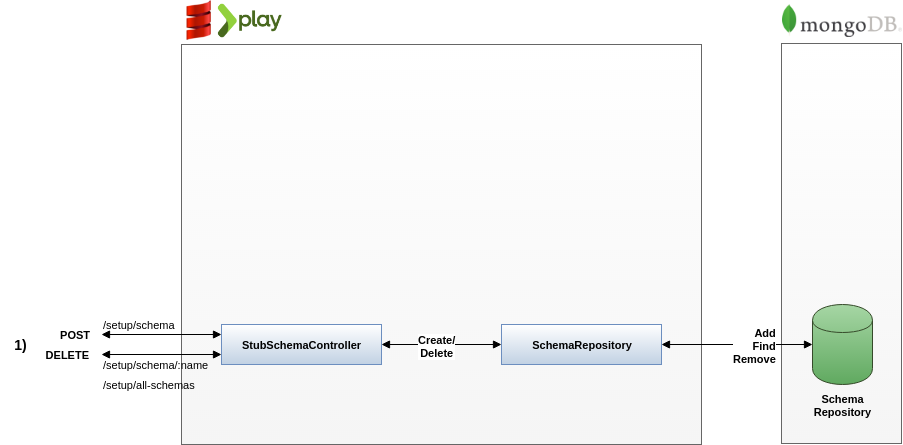 play
mongoDB
/setup/schema
POST
1)
DELETE
/setup/schema/:name
/setup/all-schemas
StubSchemaController
Create/
Delete
SchemaRepository
Add
Find
Remove
Schema
Repository